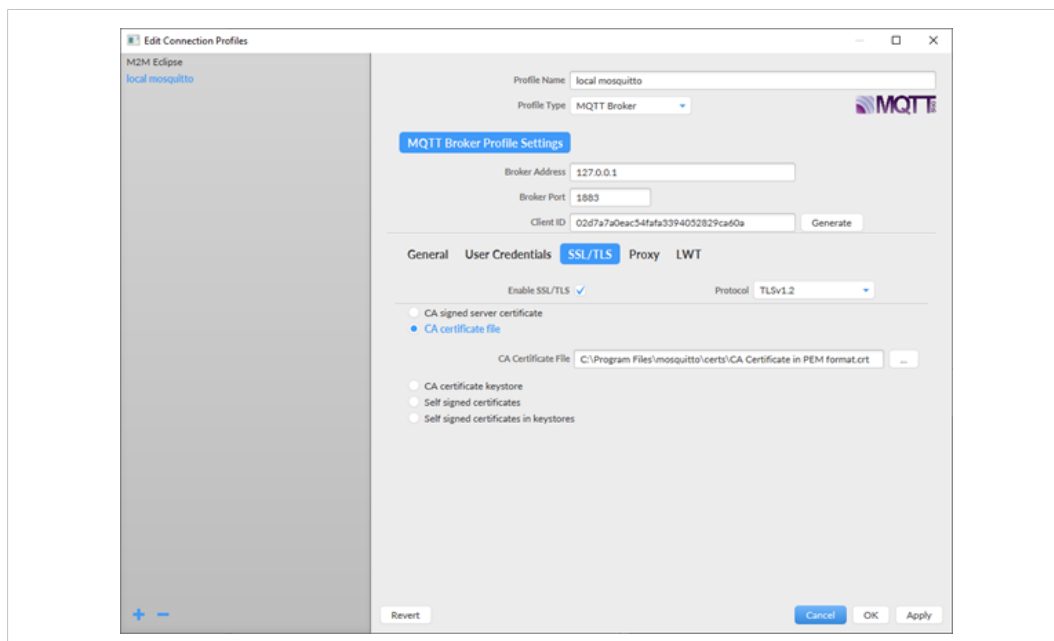 Edit Connection Profiles
M2M Eclipse
local mosquitto
Profile Name local mosquitto
Profile Type MQTT Broker
MQTT
MQTT Broker Profile Settings
Broker Address 127.0.0.1
Broker Port 1883
Client ID 02d7a7a0eac54fafa3394052829ca60a Generate
General User Credentials SSL/TLS Proxy LWT
Enable SSL/TLS Protocol TLSv1.2
CA signed server certificate
CA certificate file
CA Certificate File C:\Program Files\mosquitto\certs\CA Certificate in PEM format.crt ...
CA certificate keystore
Self signed certificates
Self signed certificates in keystores
Revert Cancel OK Apply